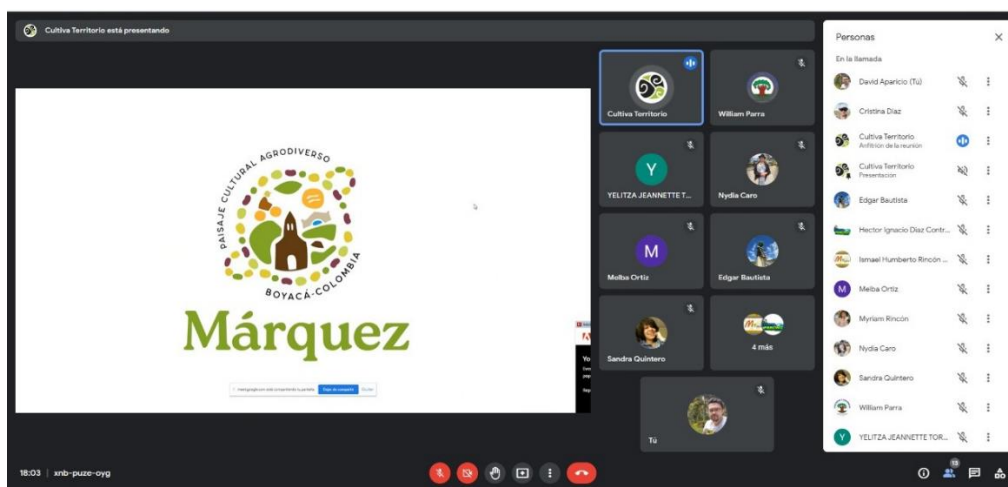 Cultiva Territorio está presentando
PAISAJE CULTURAL AGRODIVERSO
BOYACÁ-COLOMBIA
Márquez
Cultiva Territorio
William Parra
YELITZA JEANNETTE T...
Nydia Caro
Melba Ortiz
Edgar Bautista
Sandra Quintero
4 más
Tú
Personas
En la llamada
David Aparicio (Tú)
Cristina Díaz
Cultiva Territorio
Anfitrión de la reunión
Cultiva Territorio
Presentación
Edgar Bautista
Hector Ignacio Díaz Contr...
Ismael Humberto Rincón ...
Melba Ortiz
Myriam Rincón
Nydia Caro
Sandra Quintero
William Parra
YELITZA JEANNETTE TOR...
18:03 | xnb-puze-oyg